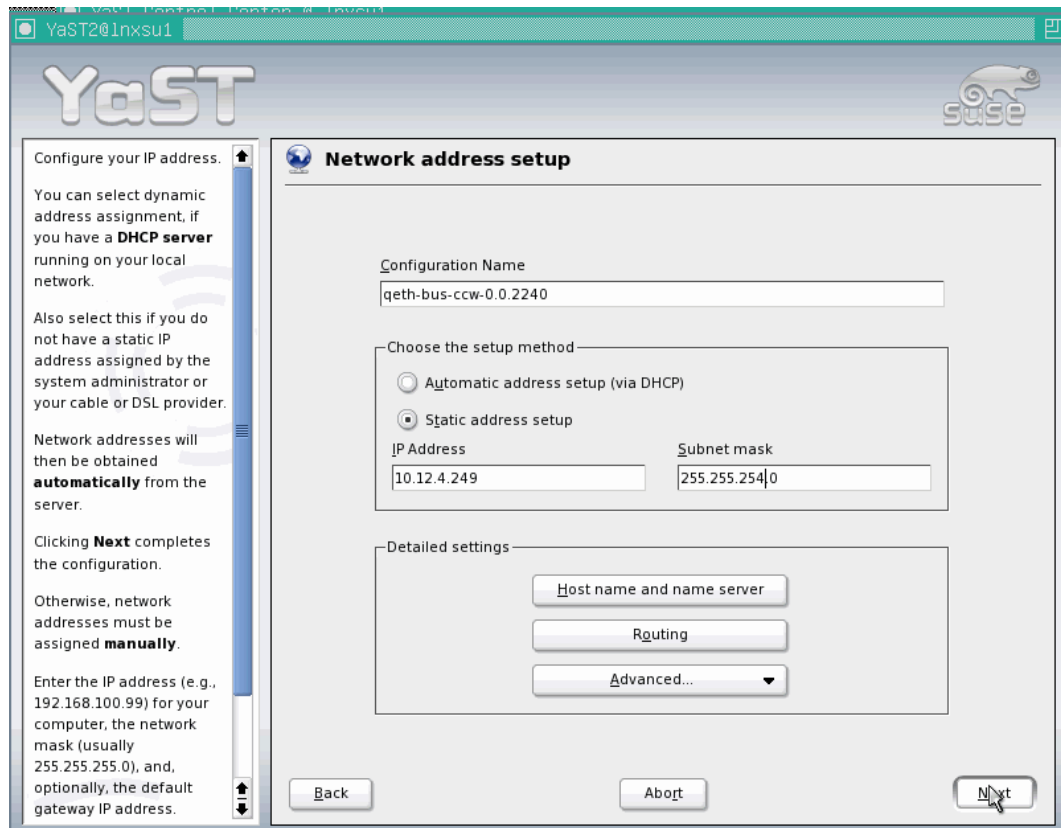 YaST Control Center @ lnxsu1
YaST2@lnxsu1
YaST
SUSE
Configure your IP address.
You can select dynamic
address assignment, if
you have a DHCP server
running on your local
network.
Also select this if you do
not have a static IP
address assigned by the
system administrator or
your cable or DSL provider.
Network addresses will
then be obtained
automatically from the
server.
Clicking Next completes
the configuration.
Otherwise, network
addresses must be
assigned manually.
Enter the IP address (e.g.,
192.168.100.99) for your
computer, the network
mask (usually
255.255.255.0), and,
optionally, the default
gateway IP address.
Network address setup
Configuration Name
qeth-bus-ccw-0.0.2240
Choose the setup method
Automatic address setup (via DHCP)
Static address setup
IP Address Subnet mask
10.12.4.249 255.255.254.0
Detailed settings
Host name and name server
Routing
Advanced...
Back Abort Next